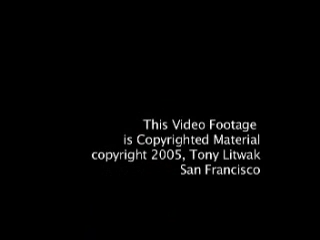 This Video Footage
is Copyrighted Material
copyright 2005, Tony Litwak
San Francisco